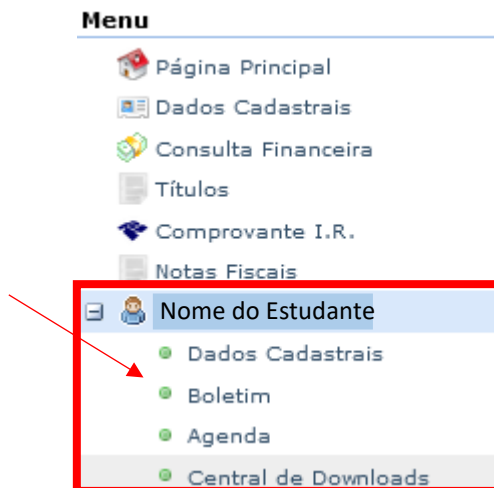 Menu
Página Principal
Dados Cadastrais
Consulta Financeira
Títulos
Comprovante I.R.
Notas Fiscais
Nome do Estudante
Dados Cadastrais
Boletim
Agenda
Central de Downloads